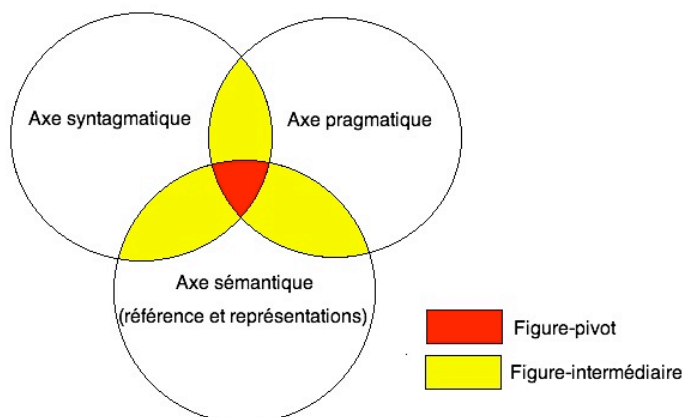 Axe syntagmatique
Axe pragmatique
Axe sémantique
(référence et représentations)
Figure-pivot
Figure-intermédiaire